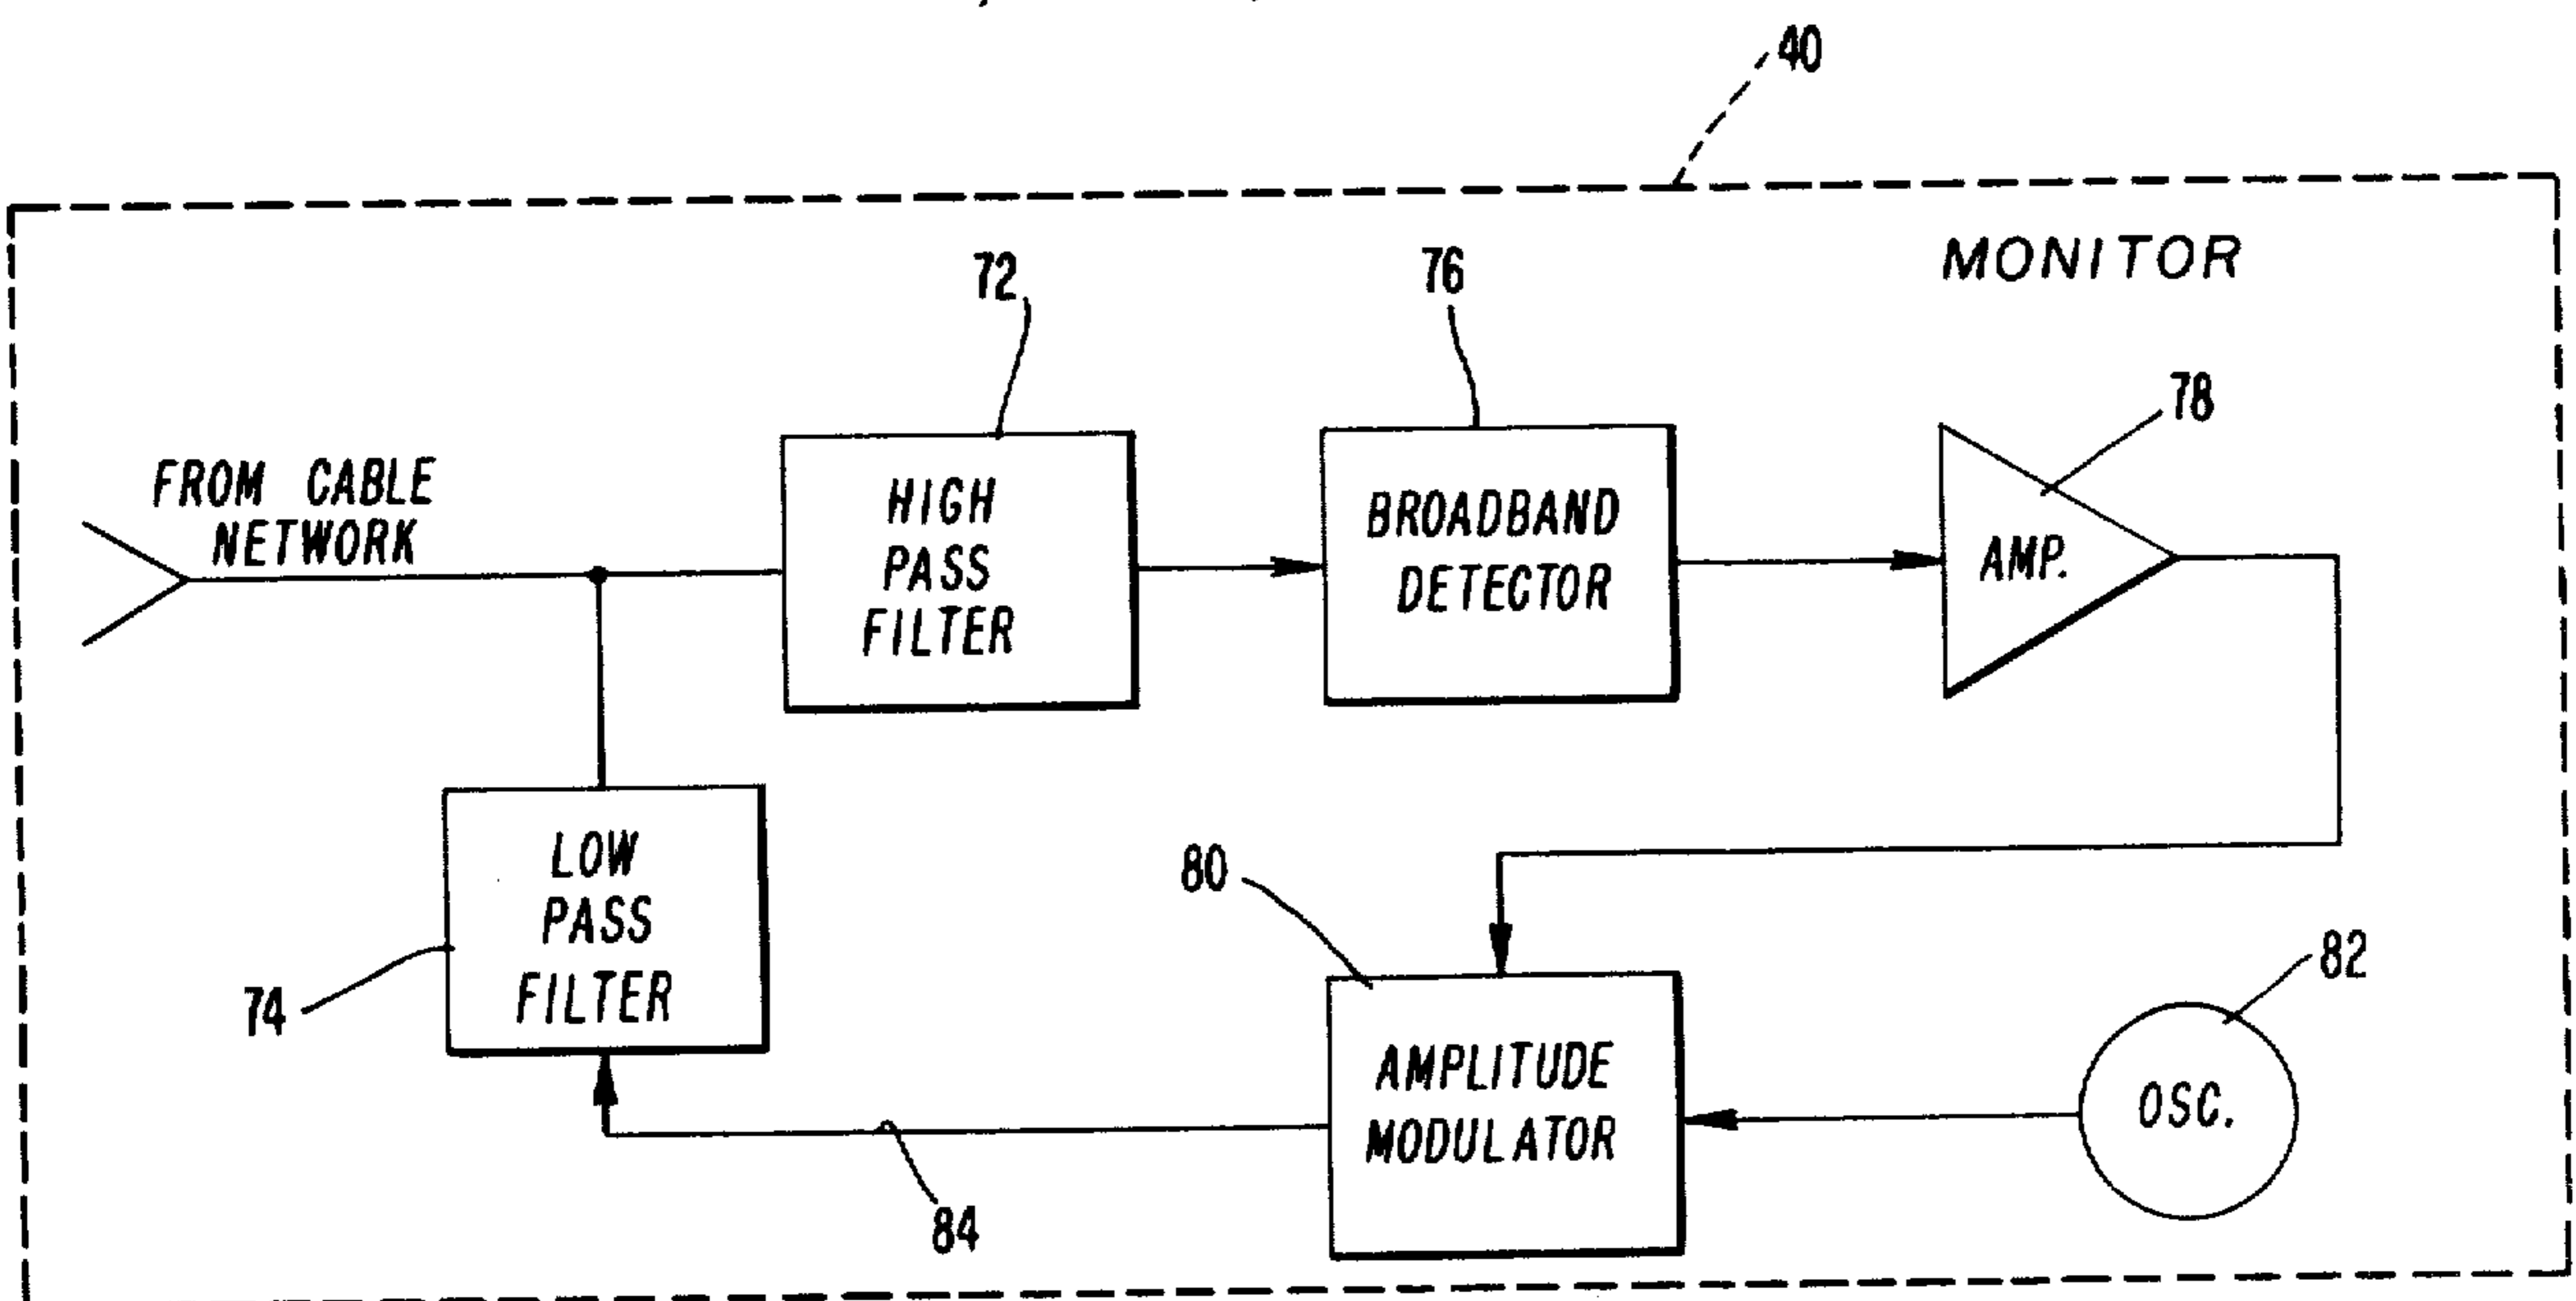 40
MONITOR
72
76
78
FROM CABLE
NETWORK
HIGH
PASS
FILTER
BROADBAND
DETECTOR
AMP.
LOW
PASS
FILTER
74
80
82
AMPLITUDE
MODULATOR
OSC.
84